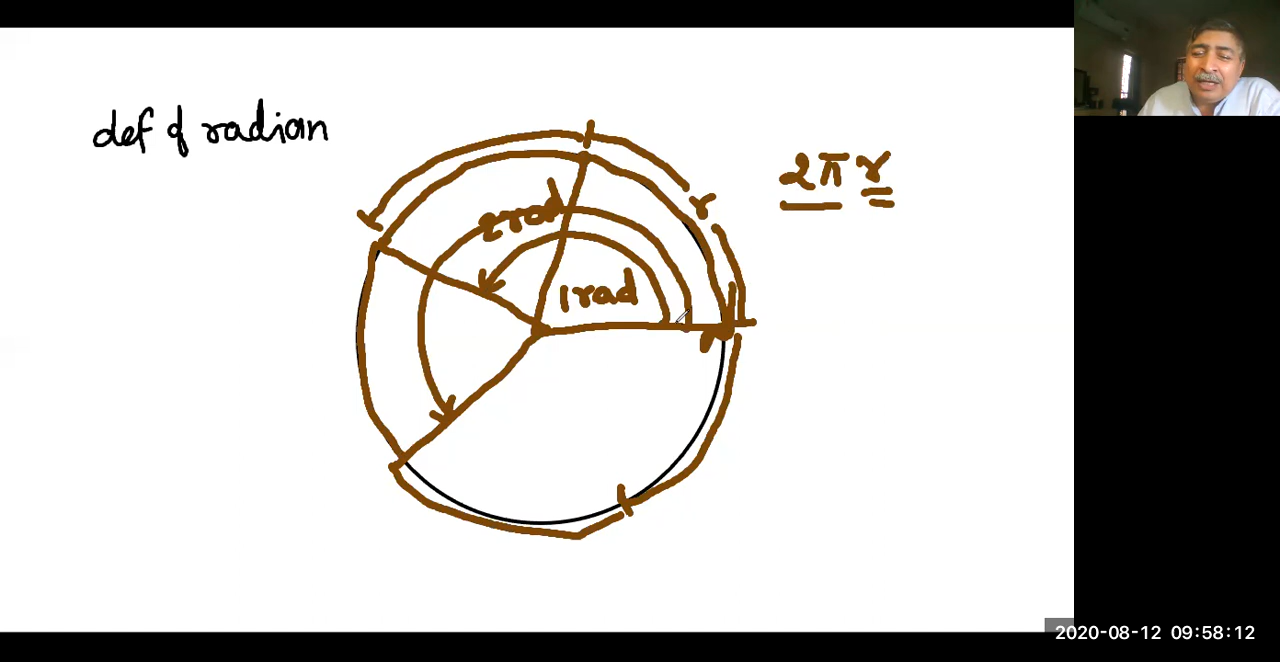 def of radian
2πr
r
2rad
1rad
2020-08-12 09:58:12